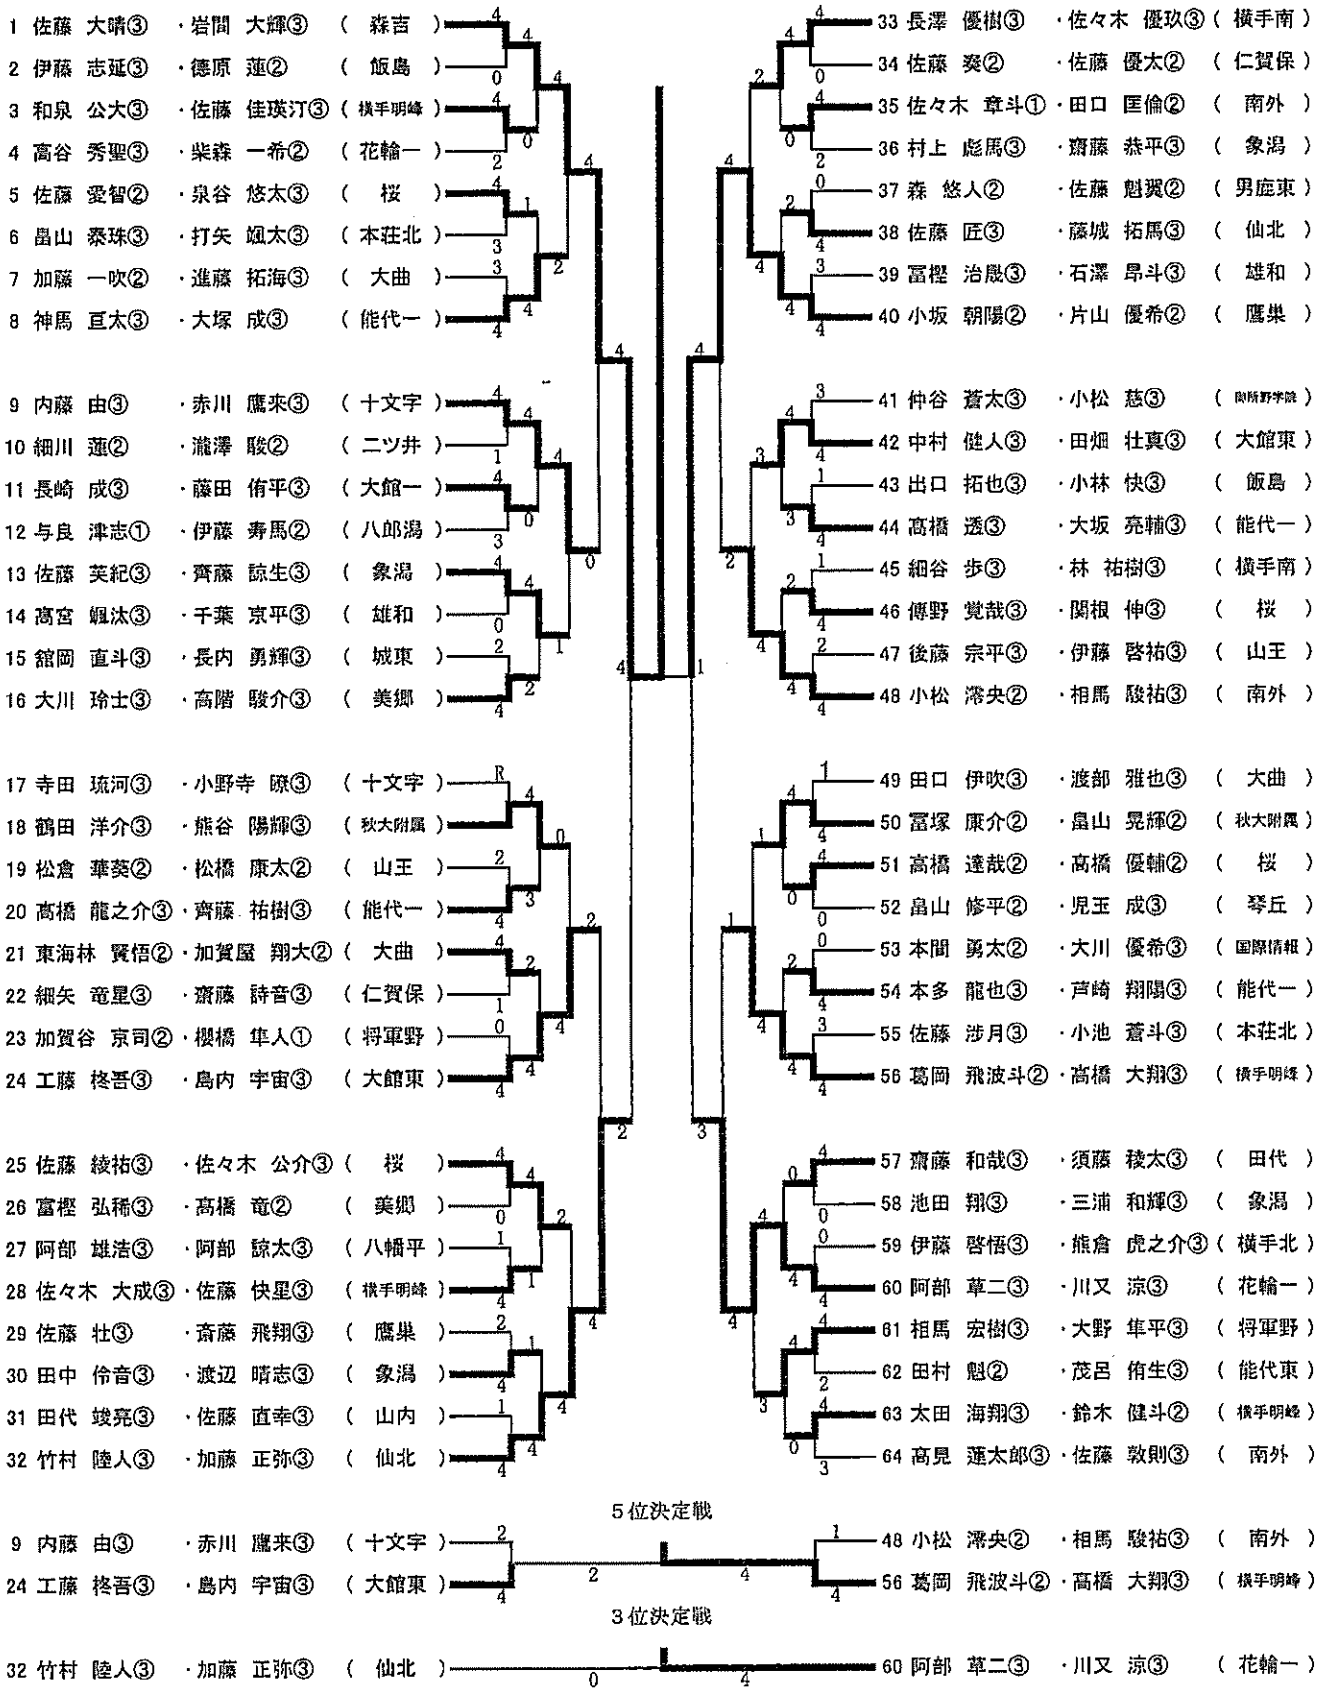 1 佐藤 大晴③ ・岩間 大輝③ ( 森吉 )
2 伊藤 志延③ ・德原 蓮② ( 飯島 )
3 和泉 公大③ ・佐藤 佳瑛汀③ ( 横手明峰 )
4 高谷 秀聖③ ・柴森 一希② ( 花輪一 )
5 佐藤 愛智② ・泉谷 悠太③ ( 桜 )
6 畠山 泰珠③ ・打矢 颯太③ ( 本荘北 )
7 加藤 一吹② ・進藤 拓海③ ( 大曲 )
8 神馬 亘太③ ・大塚 成③ ( 能代一 )
9 内藤 由③ ・赤川 鷹来③ ( 十文字 )
10 細川 蓮② ・瀧澤 駿② ( 二ツ井 )
11 長崎 成③ ・藤田 侑平③ ( 大館一 )
12 与良 津志① ・伊藤 寿馬② ( 八郎潟 )
13 佐藤 芙紀③ ・齊藤 諒生③ ( 象潟 )
14 髙宮 颯汰③ ・千葉 京平③ ( 雄和 )
15 舘岡 直斗③ ・長内 勇輝③ ( 城東 )
16 大川 玲士③ ・高階 駿介③ ( 美郷 )
17 寺田 琉河③ ・小野寺 瞭③ ( 十文字 )
18 鶴田 洋介③ ・熊谷 陽輝③ ( 秋大附属 )
19 松倉 華葵② ・松橋 康太② ( 山王 )
20 髙橋 龍之介③ ・齊藤 祐樹③ ( 能代一 )
21 東海林 賢悟② ・加賀屋 翔大② ( 大曲 )
22 細矢 竜星③ ・齋藤 詩音③ ( 仁賀保 )
23 加賀谷 京司② ・櫻橋 隼人① ( 将軍野 )
24 工藤 柊吾③ ・島内 宇宙③ ( 大館東 )
25 佐藤 綾祐③ ・佐々木 公介③ ( 桜 )
26 富樫 弘稀③ ・髙橋 竜② ( 美郷 )
27 阿部 雄浩③ ・阿部 諒太③ ( 八幡平 )
28 佐々木 大成③ ・佐藤 快星③ ( 横手明峰 )
29 佐藤 壮③ ・斎藤 飛翔③ ( 鷹巣 )
30 田中 伶音③ ・渡辺 晴志③ ( 象潟 )
31 田代 竣亮③ ・佐藤 直幸③ ( 山内 )
32 竹村 陸人③ ・加藤 正弥③ ( 仙北 )
33 長澤 優樹③ ・佐々木 優玖③ ( 横手南 )
34 佐藤 奏② ・佐藤 優太② ( 仁賀保 )
35 佐々木 章斗① ・田口 匡倫② ( 南外 )
36 村上 彪馬③ ・齋藤 恭平③ ( 象潟 )
37 森 悠人② ・佐藤 魁翼② ( 男鹿東 )
38 佐藤 匠③ ・藤城 拓馬③ ( 仙北 )
39 冨樫 治晟③ ・石澤 昂斗③ ( 雄和 )
40 小坂 朝陽② ・片山 優希② ( 鷹巣 )
41 仲谷 蒼太③ ・小松 慈③ ( 御所野学院 )
42 中村 健人③ ・田畑 壮真③ ( 大館東 )
43 出口 拓也③ ・小林 快③ ( 飯島 )
44 髙橋 透③ ・大坂 亮輔③ ( 能代一 )
45 細谷 歩③ ・林 祐樹③ ( 横手南 )
46 傳野 覚哉③ ・関根 伸③ ( 桜 )
47 後藤 宗平③ ・伊藤 啓祐③ ( 山王 )
48 小松 澪央② ・相馬 駿祐③ ( 南外 )
49 田口 伊吹③ ・渡部 雅也③ ( 大曲 )
50 冨塚 康介② ・畠山 晃輝② ( 秋大附属 )
51 高橋 達哉② ・髙橋 優輔② ( 桜 )
52 畠山 修平② ・児玉 成③ ( 琴丘 )
53 本間 勇太② ・大川 優希③ ( 国際情報 )
54 本多 龍也③ ・芦崎 翔陽③ ( 能代一 )
55 佐藤 渉月③ ・小池 蒼斗③ ( 本荘北 )
56 葛岡 飛波斗② ・髙橋 大翔③ ( 横手明峰 )
57 齋藤 和哉③ ・須藤 稜太③ ( 田代 )
58 池田 翔③ ・三浦 和輝③ ( 象潟 )
59 伊藤 啓悟③ ・熊倉 虎之介③ ( 横手北 )
60 阿部 草二③ ・川又 涼③ ( 花輪一 )
61 相馬 宏樹③ ・大野 隼平③ ( 将軍野 )
62 田村 魁② ・茂呂 侑生③ ( 能代東 )
63 太田 海翔③ ・鈴木 健斗② ( 横手明峰 )
64 髙見 蓮太郎③ ・佐藤 敦則③ ( 南外 )
5位決定戦
9 内藤 由③ ・赤川 鷹来③ ( 十文字 ) 2 1 48 小松 澪央② ・相馬 駿祐③ ( 南外 )
2 4
24 工藤 柊吾③ ・島内 宇宙③ ( 大館東 ) 4 4 56 葛岡 飛波斗② ・髙橋 大翔③ ( 横手明峰 )
3位決定戦
32 竹村 陸人③ ・加藤 正弥③ ( 仙北 ) 0 4 60 阿部 草二③ ・川又 涼③ ( 花輪一 )